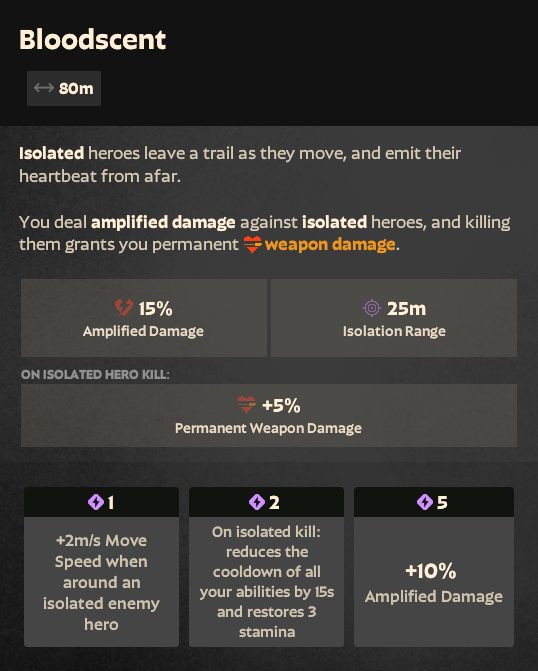 Bloodscent
80m
Isolated heroes leave a trail as they move, and emit their
heartbeat from afar.
You deal amplified damage against isolated heroes, and killing
them grants you permanent weapon damage.
15%
Amplified Damage
25m
Isolation Range
ON ISOLATED HERO KILL:
+5%
Permanent Weapon Damage
1
+2m/s Move
Speed when
around an
isolated enemy
hero
2
On isolated kill:
reduces the
cooldown of all
your abilities by 15s
and restores 3
stamina
5
+10%
Amplified Damage